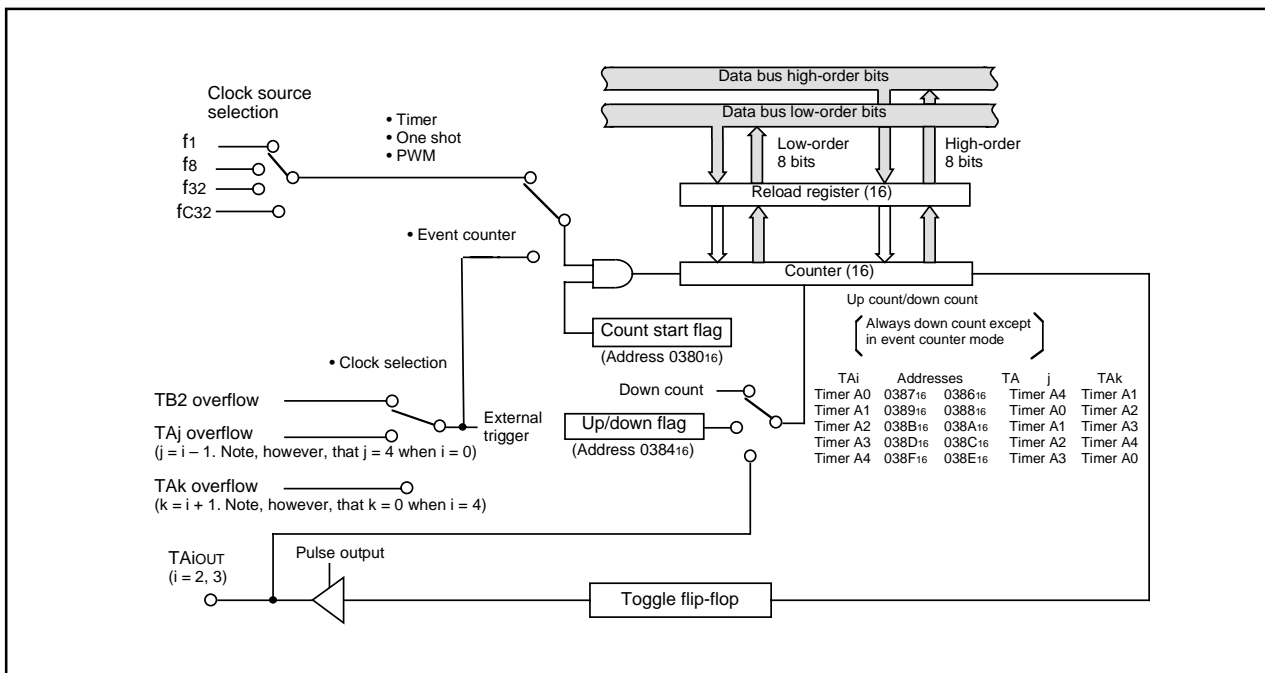 Data bus high-order bits
Data bus low-order bits
Clock source
selection
f1
f8
f32
fC32
• Timer
• One shot
• PWM
Low-order
8 bits
High-order
8 bits
Reload register (16)
• Event counter
Counter (16)
Up count/down count
Always down count except
in event counter mode
Count start flag
(Address 038016)
• Clock selection
TB2 overflow
TAj overflow
(j = i – 1. Note, however, that j = 4 when i = 0)
External
trigger
TAk overflow
(k = i + 1. Note, however, that k = 0 when i = 4)
Down count
Up/down flag
(Address 038416)
TAi Addresses TA j TAk
Timer A0 038716 038616 Timer A4 Timer A1
Timer A1 038916 038816 Timer A0 Timer A2
Timer A2 038B16 038A16 Timer A1 Timer A3
Timer A3 038D16 038C16 Timer A2 Timer A4
Timer A4 038F16 038E16 Timer A3 Timer A0
TAiOUT
(i = 2, 3)
Pulse output
Toggle flip-flop